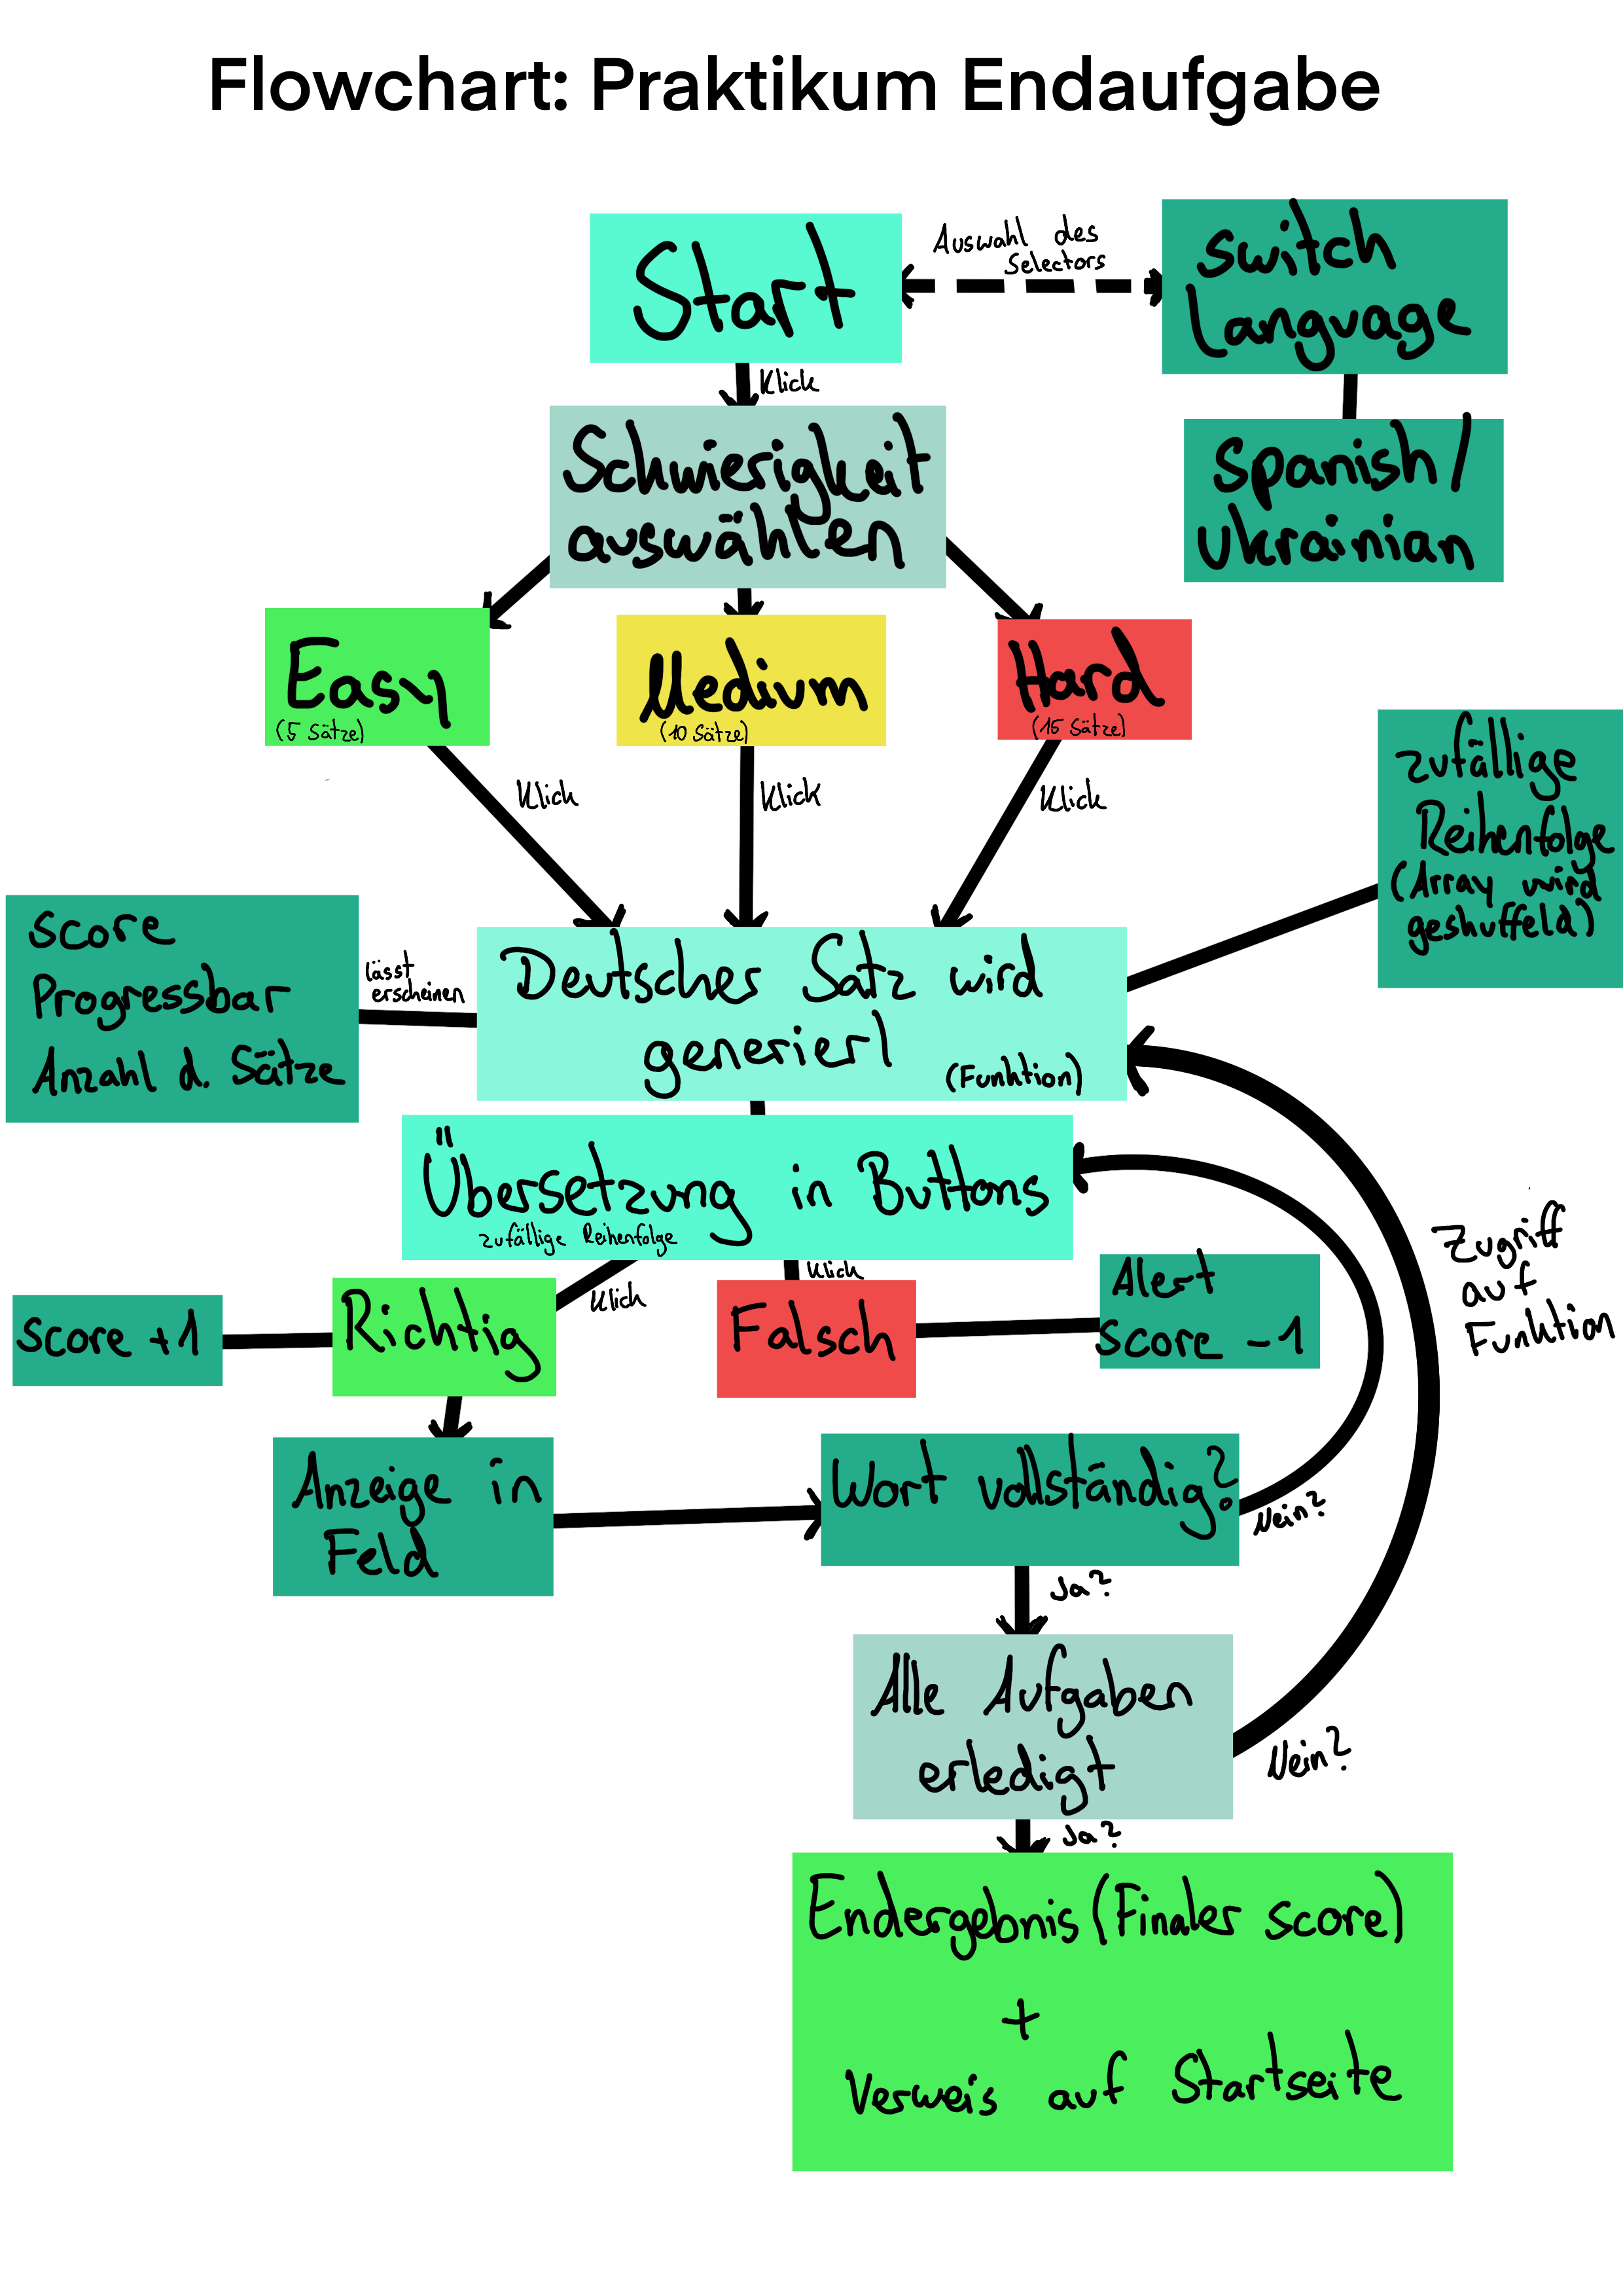 Flowchart: Praktikum Endaufgabe
Start
Auswahl des
Selectors
switch
Language
Klick
Schwierigkeit
auswählen
Spanish/
Ukrainian
Easy
(5 Sätze)
Medium
(10 Sätze)
Hard
(15 Sätze)
Klick
Klick
Klick
zufällige
Reihenfolge
(Array wird
geshuffeld)
score
Progressbar
Anzahl d. Sätze
lässt
erscheinen
Deutscher Satz wird
generiert
(Funktion)
Übersetzung in Buttons
zufällige Reihenfolge
Klick
Klick
Zugriff
auf
Funktion
Score +1
Richtig
Falsch
Alert
score -1
Anzeige in
Feld
Wort vollständig?
Nein?
Ja?
Alle Aufgaben
erledigt
Nein?
Ja?
Endergebnis (Finaler score)
+
Verweis auf Startseite